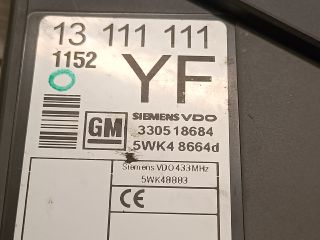 13 111 111
1152
YF
GM
SIEMENS VDO
330518684
5WK4 8664d
Siemens VDO 433MHz
5WK48883
CE